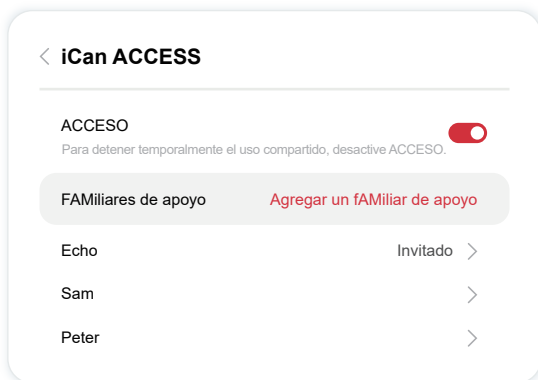 iCan ACCESS
ACCESO
Para detener temporalmente el uso compartido, desactive ACCESO.
FAMiliares de apoyo Agregar un fAMiliar de apoyo
Echo Invitado
Sam
Peter